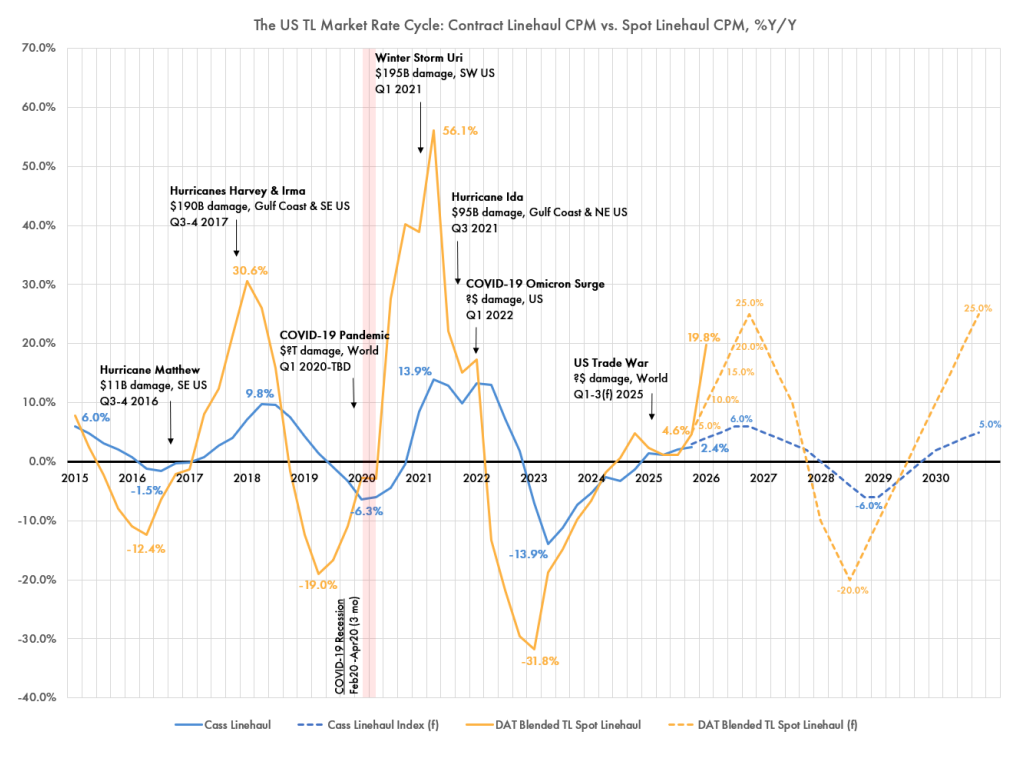 The US TL Market Rate Cycle: Contract Linehaul CPM vs. Spot Linehaul CPM, %Y/Y
70.0%
60.0%
50.0%
40.0%
30.0%
20.0%
10.0%
0.0%
-10.0%
-20.0%
-30.0%
-40.0%
Winter Storm Uri
$195B damage, SW US
Q1 2021
56.1%
Hurricanes Harvey & Irma
$190B damage, Gulf Coast & SE US
Q3-4 2017
30.6%
Hurricane Ida
$95B damage, Gulf Coast & NE US
Q3 2021
COVID-19 Omicron Surge
?$ damage, US
Q1 2022
COVID-19 Pandemic
$?T damage, World
Q1 2020-TBD
Hurricane Matthew
$11B damage, SE US
Q3-4 2016
US Trade War
?$ damage, World
Q1-3(f) 2025
6.0%
-1.5%
-12.4%
9.8%
-19.0%
-6.3%
13.9%
-13.9%
-31.8%
4.6%
2.4%
19.8%
5.0%
10.0%
15.0%
20.0%
25.0%
6.0%
-6.0%
-20.0%
25.0%
5.0%
2015 2016 2017 2018 2019 2020 2021 2022 2023 2024 2025 2026 2027 2028 2029 2030
COVID-19 Recession
Feb20 -Apr20 (3 mo)
Cass Linehaul
Cass Linehaul Index (f)
DAT Blended TL Spot Linehaul
DAT Blended TL Spot Linehaul (f)